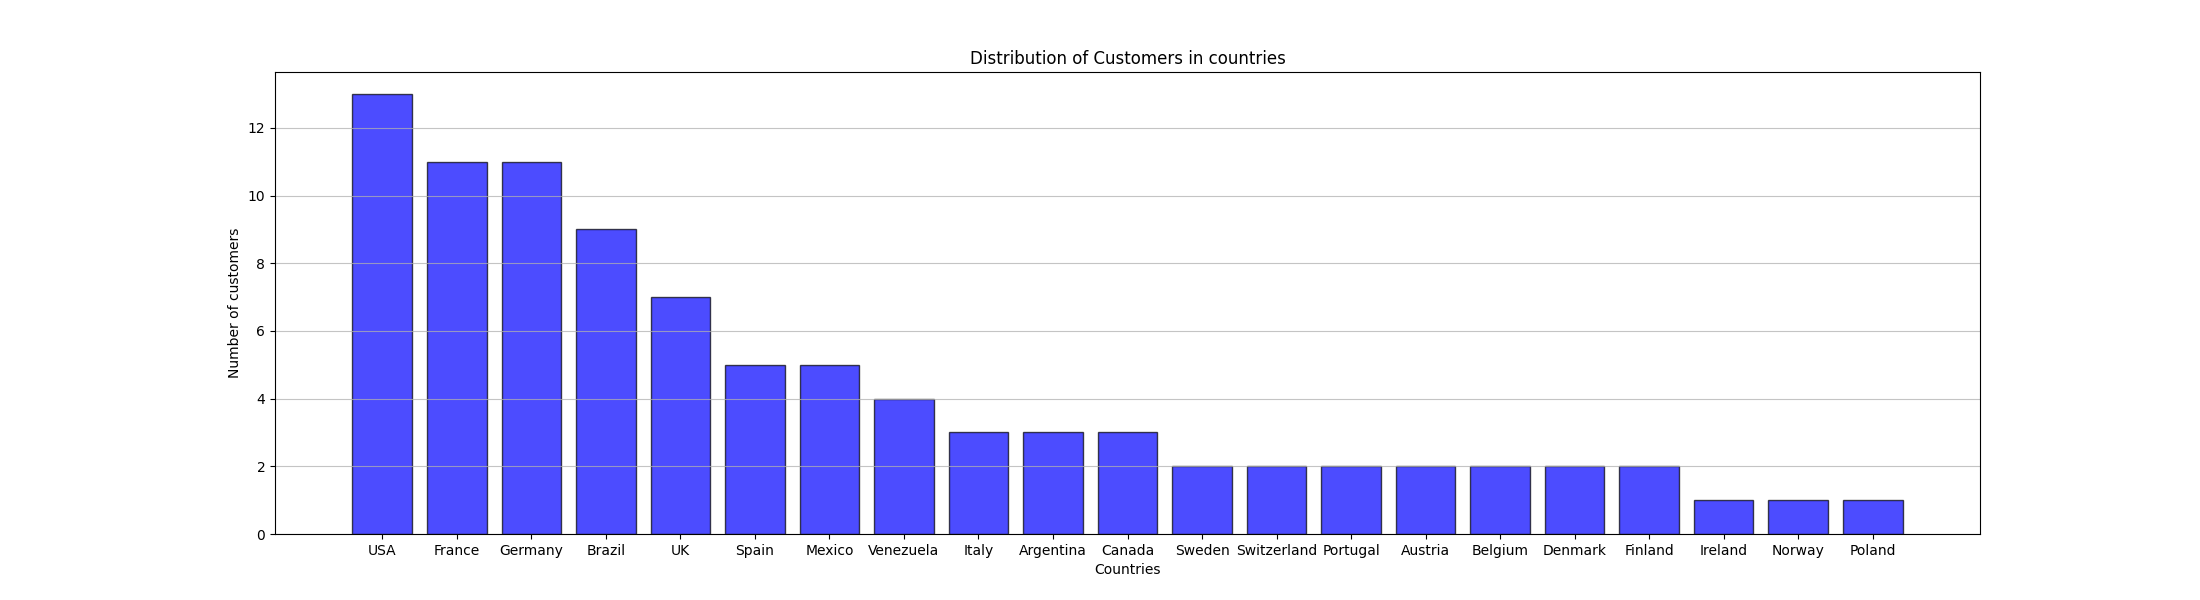 Distribution of Customers in countries
Number of customers
12
10
8
6
4
2
0
USA France Germany Brazil UK Spain Mexico Venezuela Italy Argentina Canada Sweden Switzerland Portugal Austria Belgium Denmark Finland Ireland Norway Poland
Countries